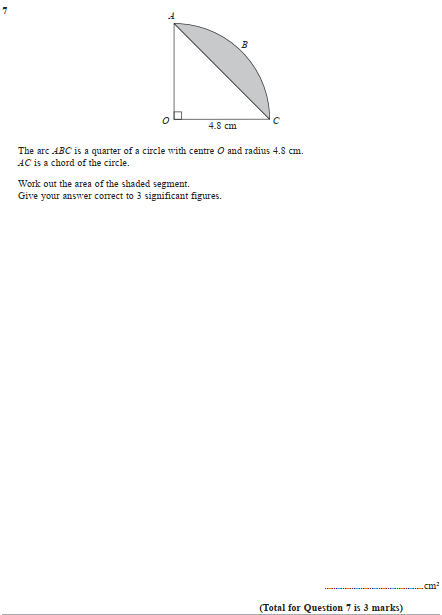 7
A
B
O
C
4.8 cm
The arc ABC is a quarter of a circle with centre O and radius 4.8 cm.
AC is a chord of the circle.
Work out the area of the shaded segment.
Give your answer correct to 3 significant figures.
..............................cm²
(Total for Question 7 is 3 marks)